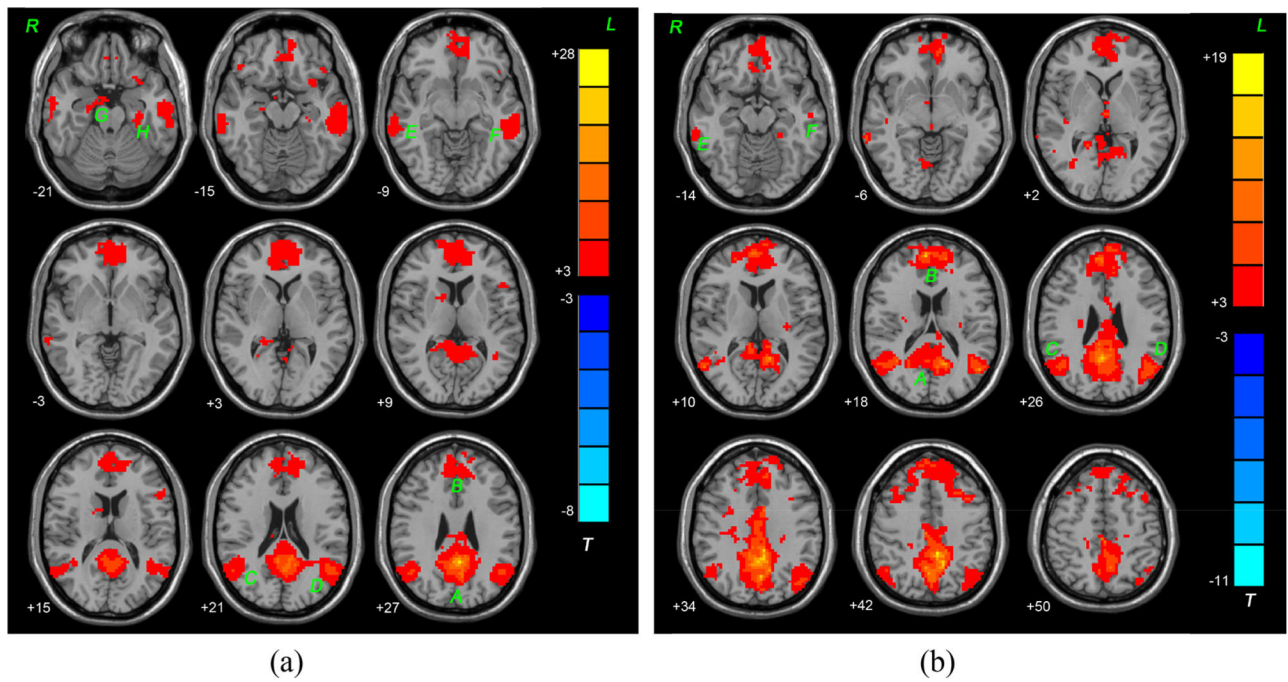 R L
+28
G H
-21 -15 -9
E F
+3
-3
-3 +3 +9
B
C D A
-8
T
+15 +21 +27
(a)
R L
+19
E F
-14 -6 +2
B
C D
A
+3
-3
+10 +18 +26
-11
T
+34 +42 +50
(b)